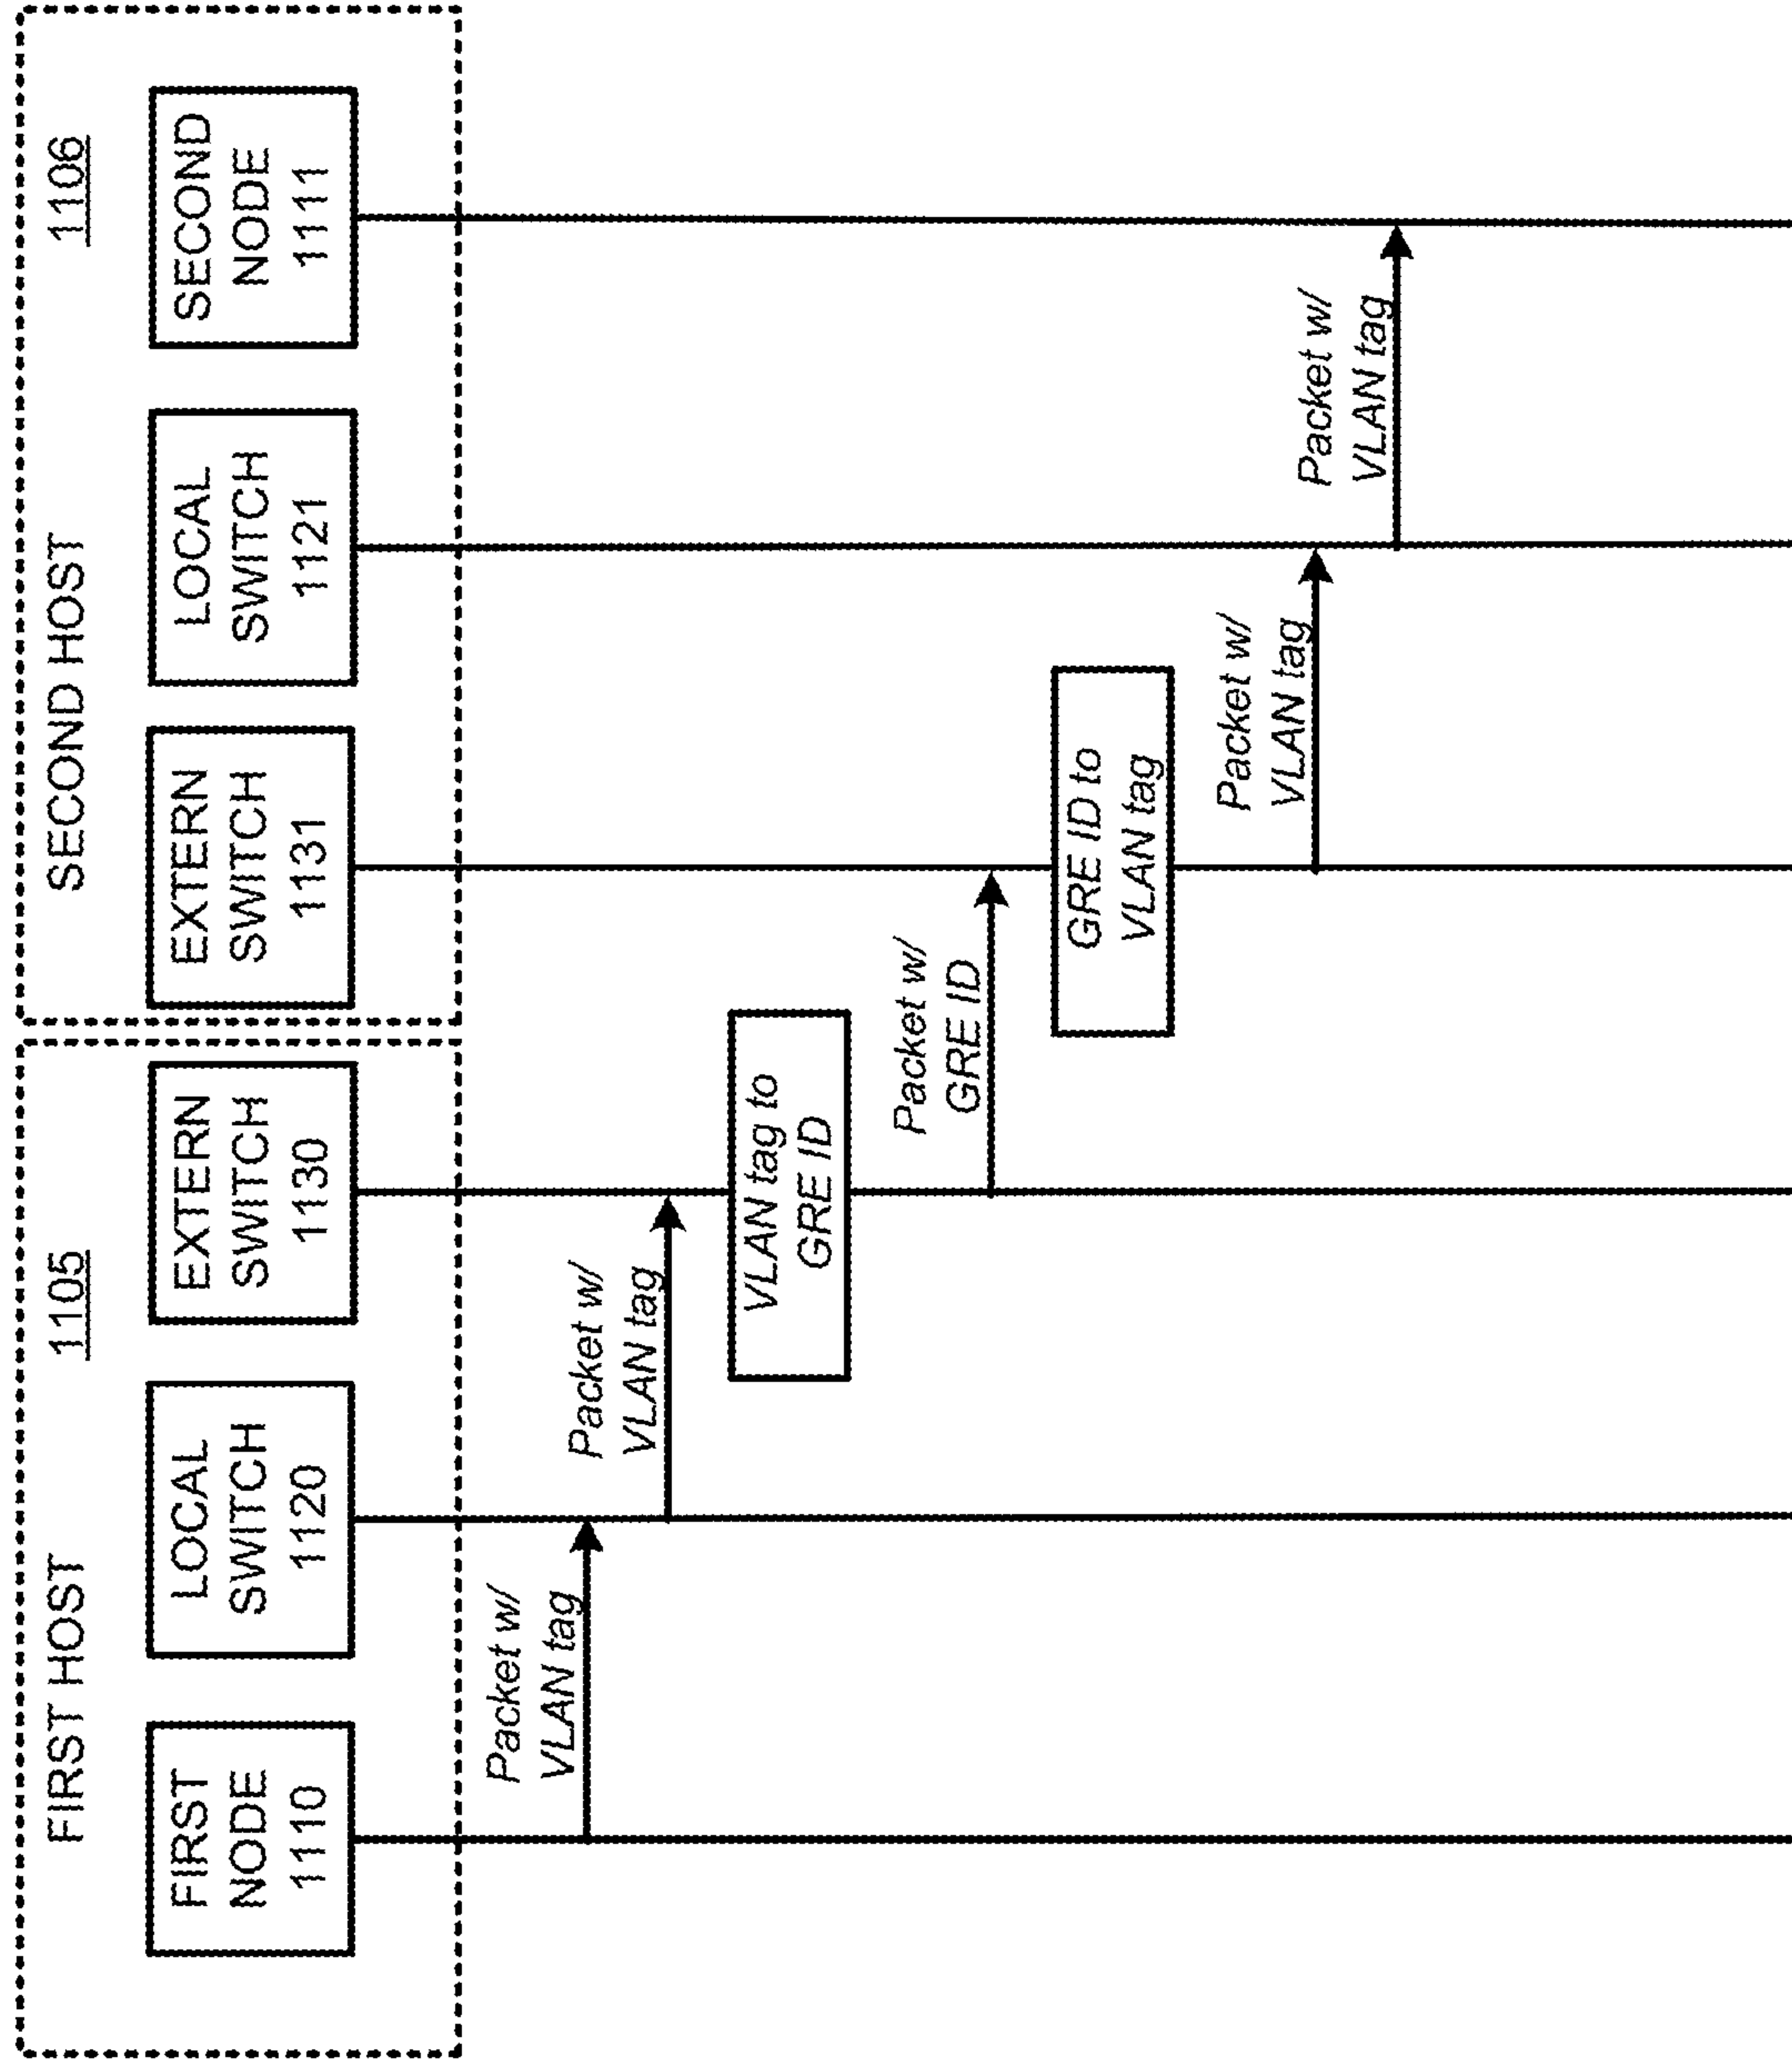 FIRST HOST
1105
SECOND HOST
1106
FIRST
NODE
1110
LOCAL
SWITCH
1120
EXTERN
SWITCH
1130
EXTERN
SWITCH
1131
LOCAL
SWITCH
1121
SECOND
NODE
1111
Packet w/
VLAN tag
Packet w/
VLAN tag
VLAN tag to
GRE ID
Packet w/
GRE ID
GRE ID to
VLAN tag
Packet w/
VLAN tag
Packet w/
VLAN tag